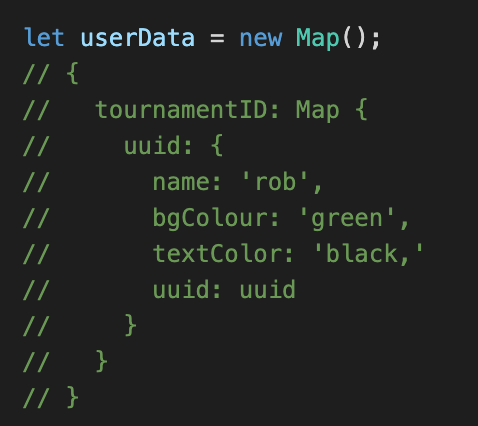 let userData = new Map();
// {
//   tournamentID: Map {
//     uuid: {
//       name: 'rob',
//       bgColour: 'green',
//       textColor: 'black,'
//       uuid: uuid
//     }
//   }
// }